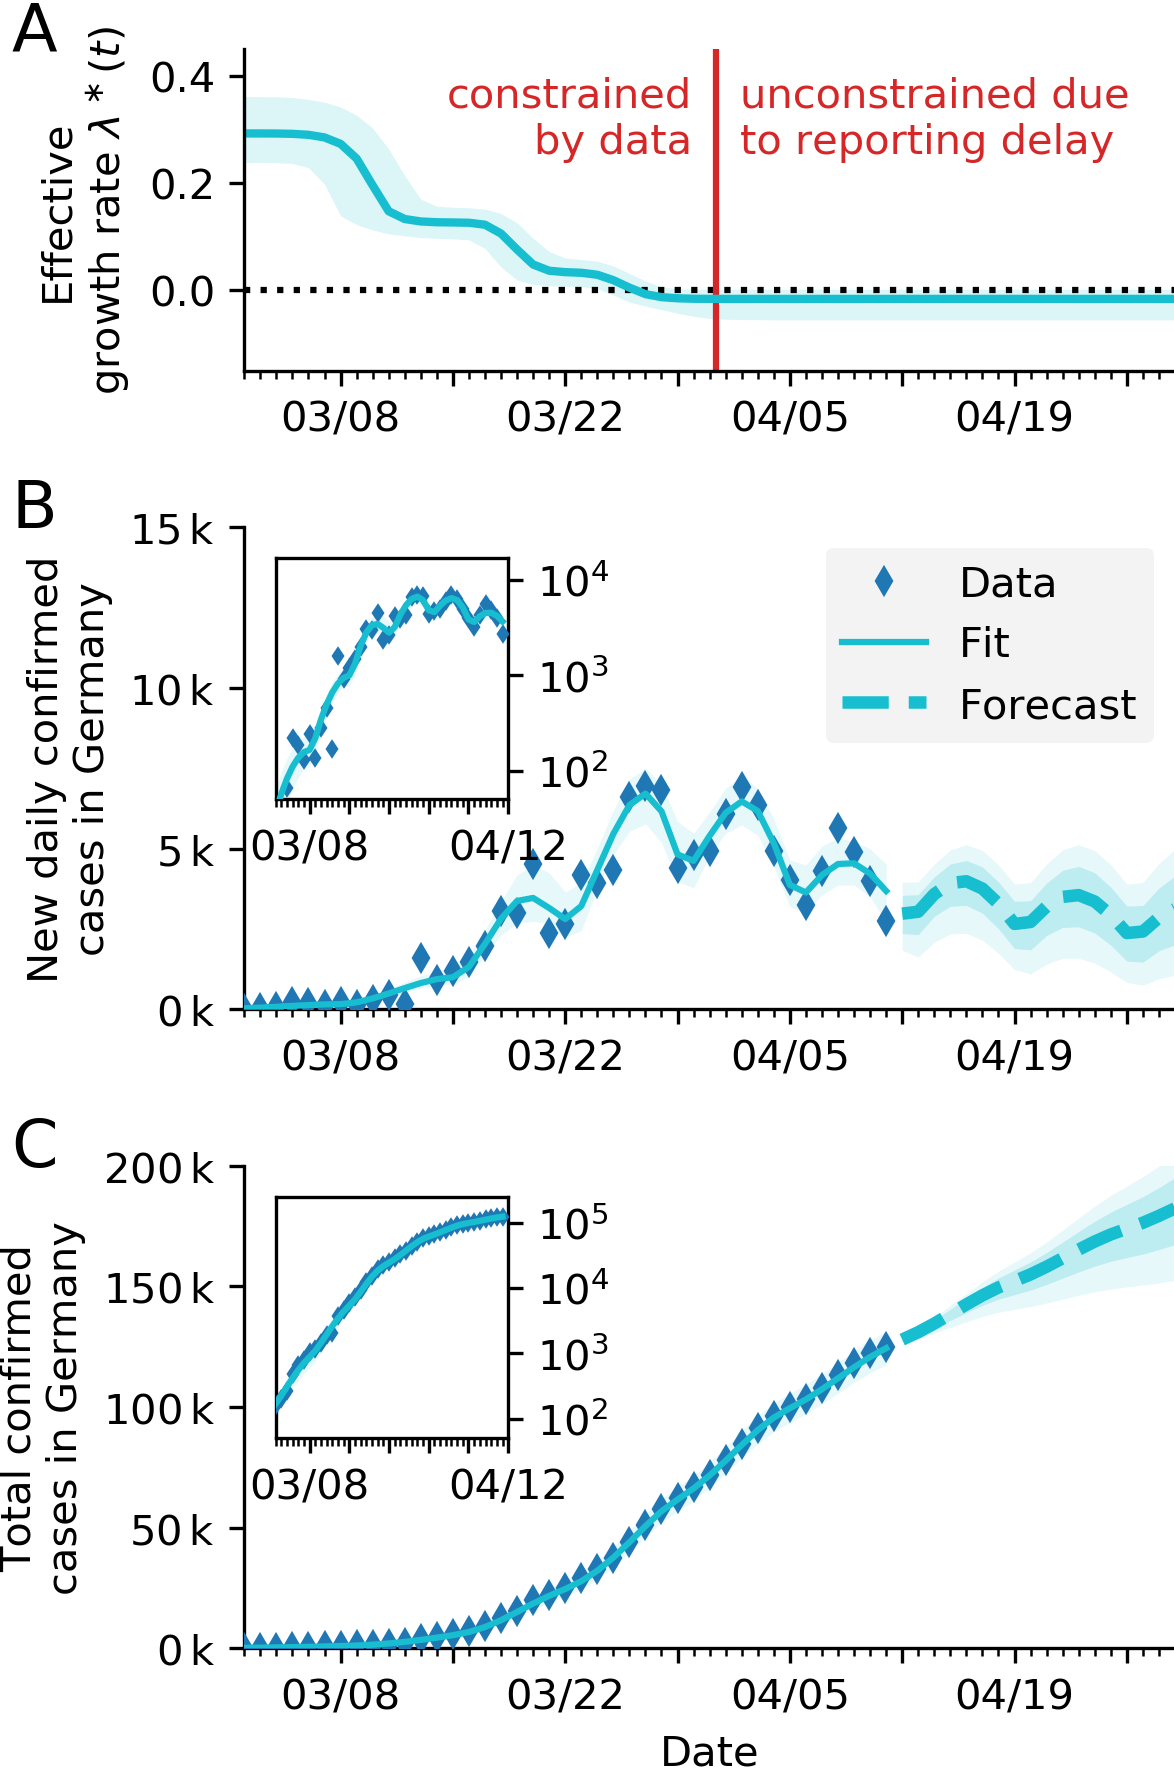 A
Effective
growth rate λ * (t)
0.4
0.2
0.0
constrained
by data
unconstrained due
to reporting delay
03/08
03/22
04/05
04/19
B
New daily confirmed
cases in Germany
15 k
10 k
5 k
0 k
10⁴
10³
10²
03/08
04/12
Data
Fit
Forecast
03/08
03/22
04/05
04/19
C
Total confirmed
cases in Germany
200 k
150 k
100 k
50 k
0 k
10⁵
10⁴
10³
10²
03/08
04/12
03/08
03/22
04/05
04/19
Date